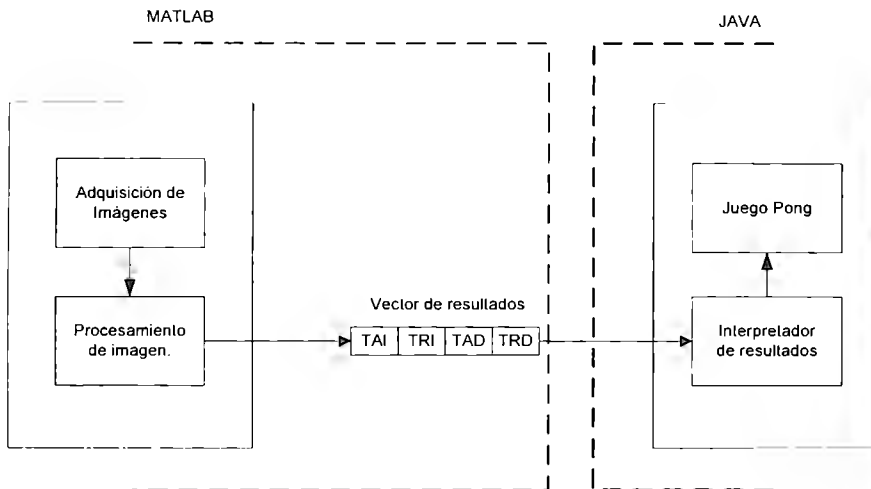 MATLAB
JAVA
Adquisición de
Imágenes
Juego Pong
Vector de resultados
Procesamiento
de imagen.
TAI TRI TAD TRD
Interpretador
de resultados